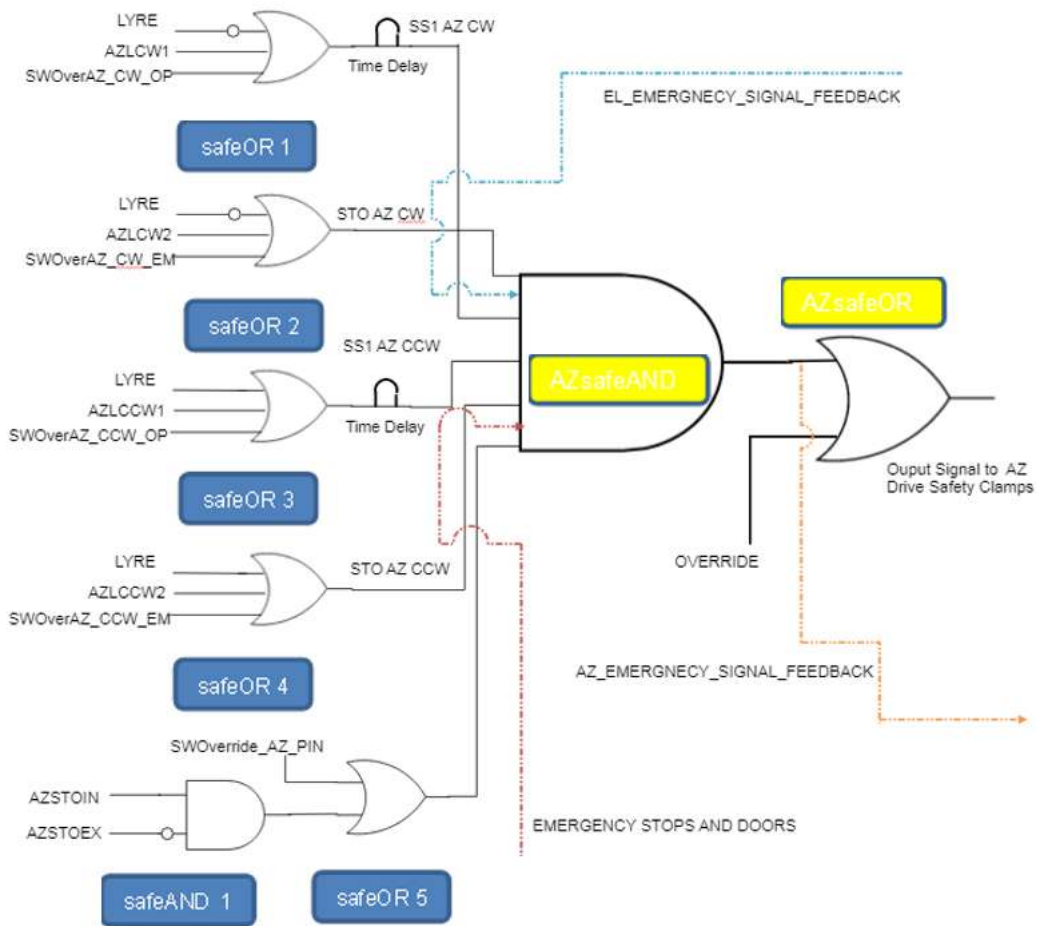 LYRE
AZLCW1
SWOverAZ_CW_OP
SS1 AZ CW
Time Delay
safeOR 1
EL_EMERGNECY_SIGNAL_FEEDBACK
LYRE
AZLCW2
SWOverAZ_CW_EM
STO AZ CW
safeOR 2
AZsafeOR
SS1 AZ CCW
LYRE
AZLCCW1
SWOverAZ_CCW_OP
Time Delay
AZsafeAND
safeOR 3
Ouput Signal to AZ
Drive Safety Clamps
LYRE
AZLCCW2
SWOverAZ_CCW_EM
STO AZ CCW
OVERRIDE
safeOR 4
AZ_EMERGNECY_SIGNAL_FEEDBACK
SWOverride_AZ_PIN
AZSTOIN
AZSTOEX
EMERGENCY STOPS AND DOORS
safeAND 1
safeOR 5